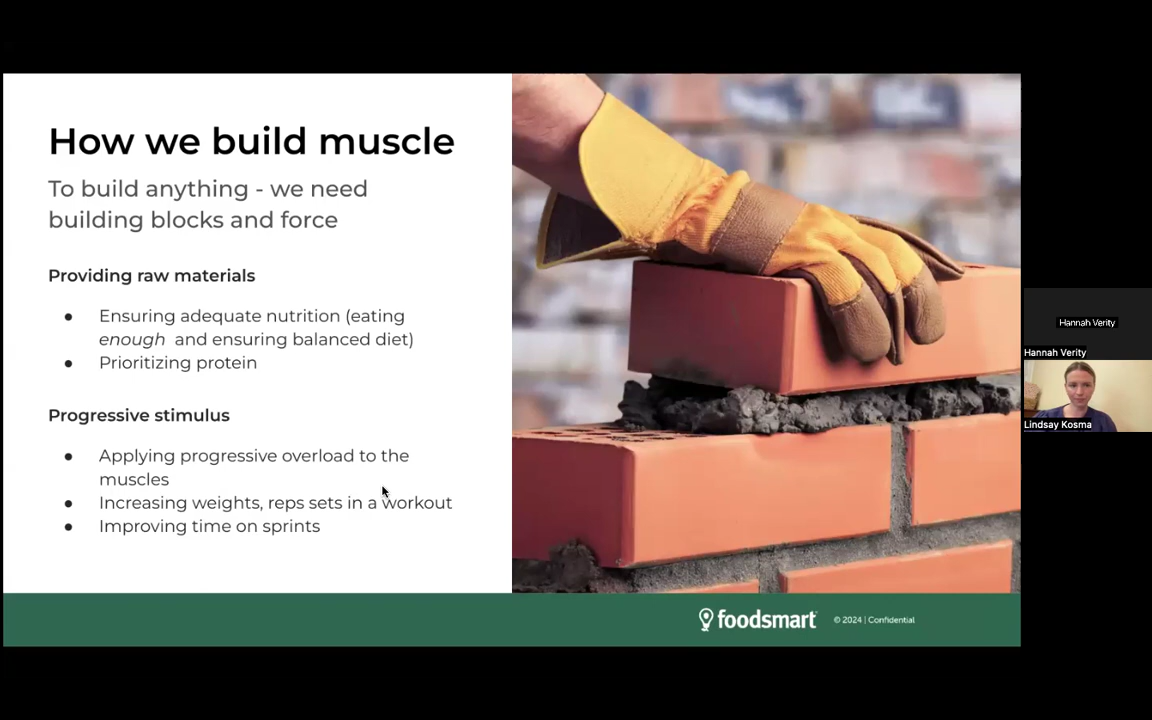 How we build muscle
To build anything - we need
building blocks and force
Providing raw materials
● Ensuring adequate nutrition (eating
enough and ensuring balanced diet)
● Prioritizing protein
Progressive stimulus
● Applying progressive overload to the
muscles
● Increasing weights, reps sets in a workout
● Improving time on sprints
foodsmart
© 2024 | Confidential
Hannah Verity
Hannah Verity
Lindsay Kosma